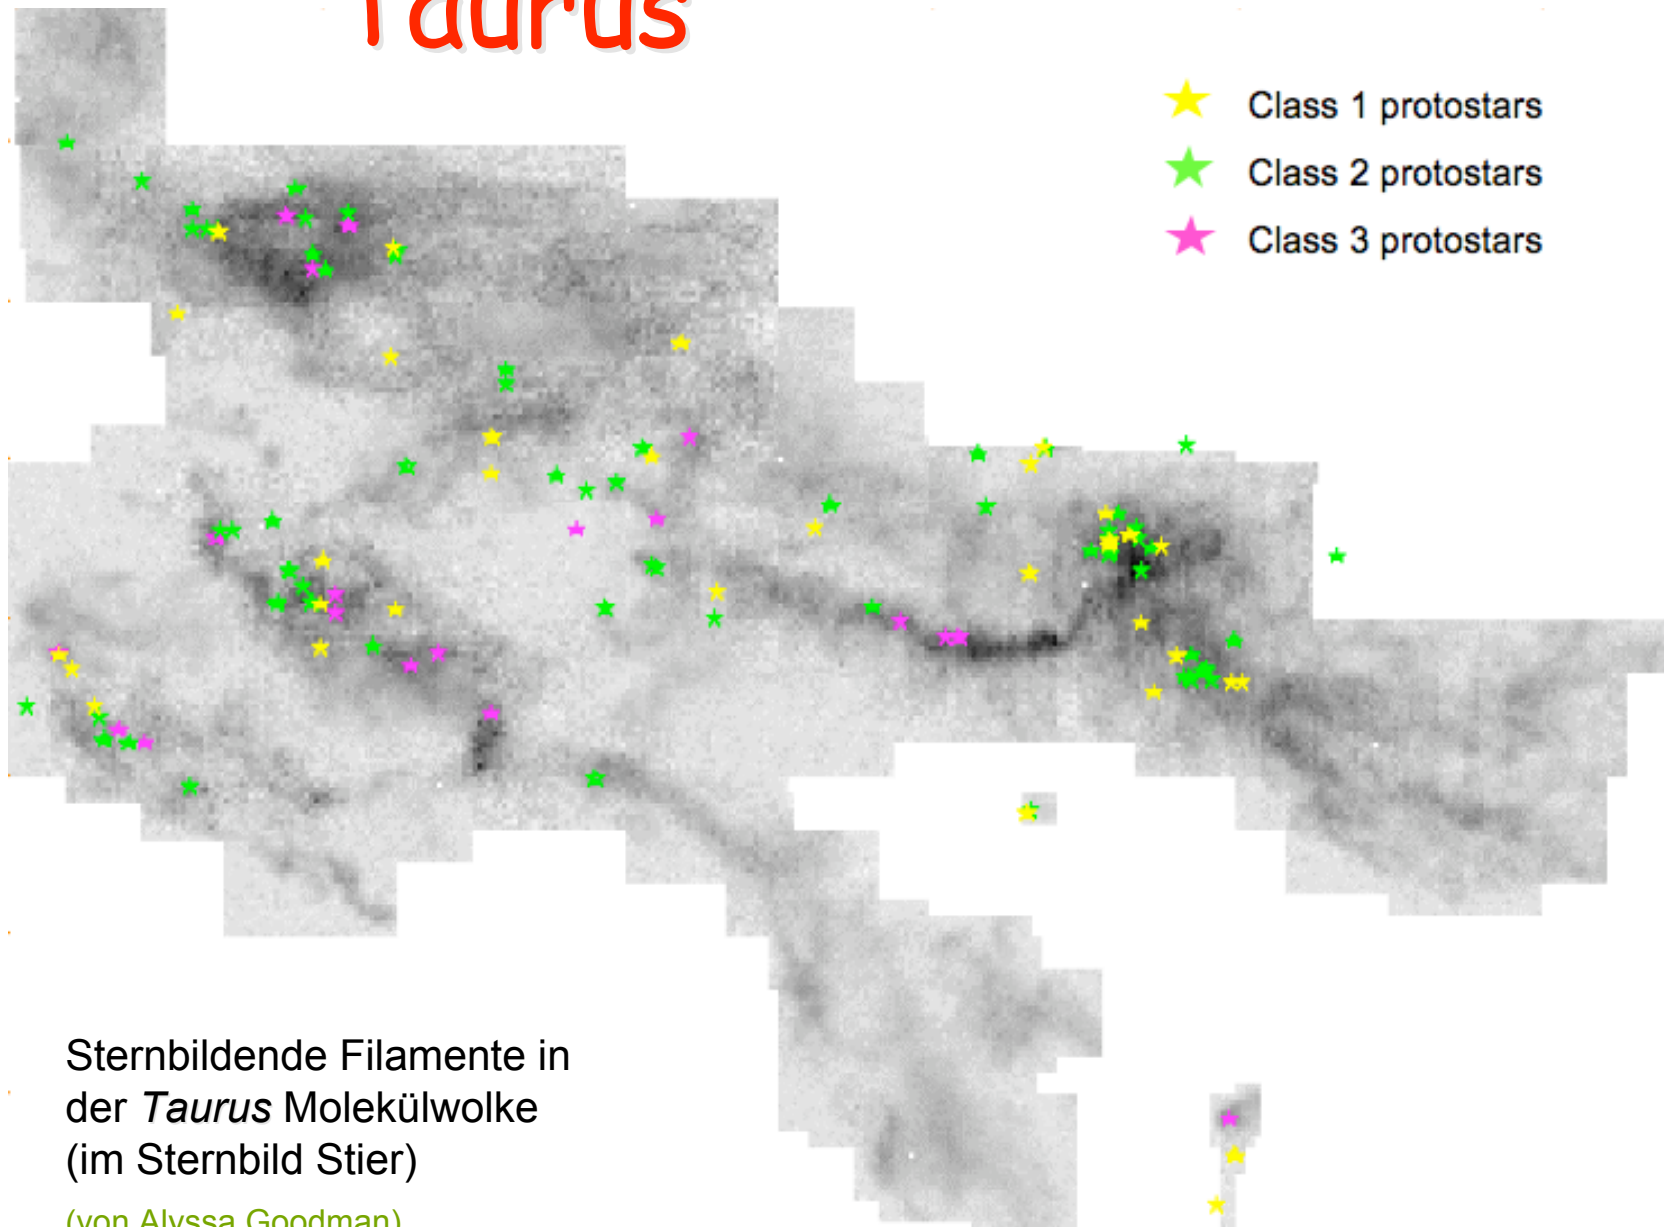 Taurus
Class 1 protostars
Class 2 protostars
Class 3 protostars
Sternbildende Filamente in
der Taurus Molekülwolke
(im Sternbild Stier)
(von Alyssa Goodman)